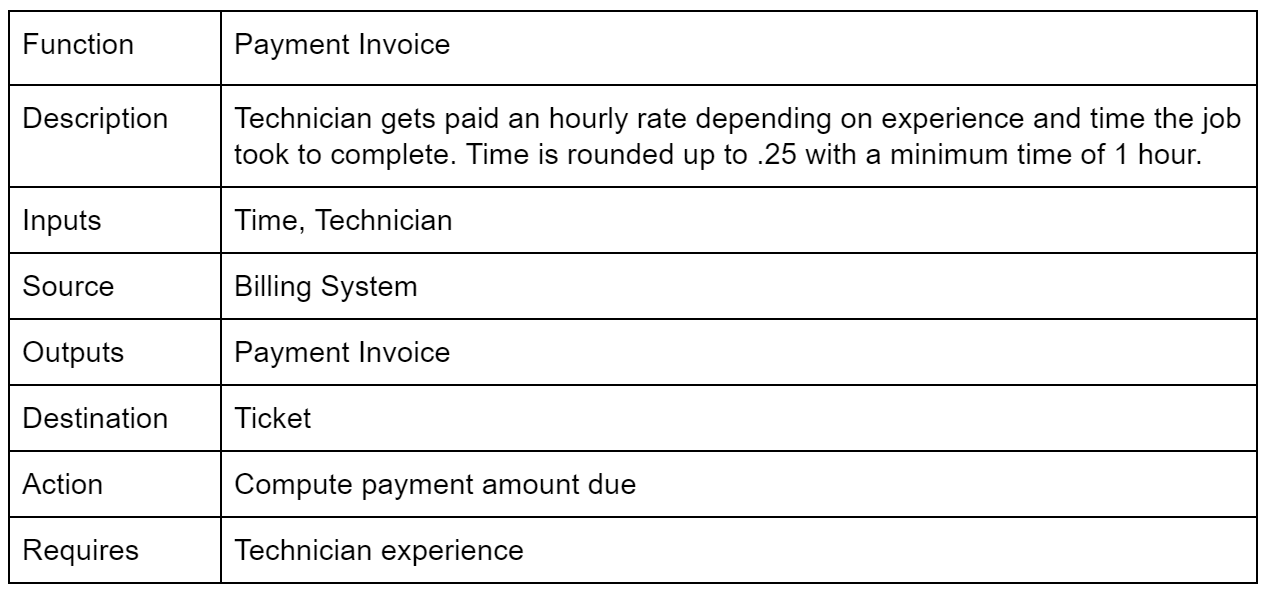 Function Payment Invoice
Description Technician gets paid an hourly rate depending on experience and time the job
took to complete. Time is rounded up to .25 with a minimum time of 1 hour.
Inputs Time, Technician
Source Billing System
Outputs Payment Invoice
Destination Ticket
Action Compute payment amount due
Requires Technician experience